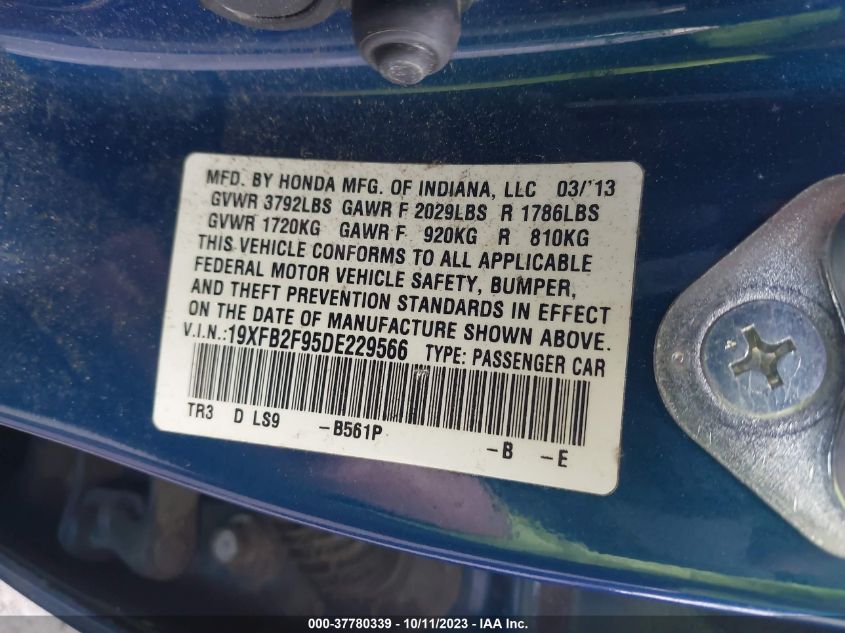 MFD. BY HONDA MFG. OF INDIANA, LLC 03/'13
GVWR 3792LBS GAWR F 2029LBS R 1786LBS
GVWR 1720KG GAWR F 920KG R 810KG
THIS VEHICLE CONFORMS TO ALL APPLICABLE
FEDERAL MOTOR VEHICLE SAFETY, BUMPER,
AND THEFT PREVENTION STANDARDS IN EFFECT
ON THE DATE OF MANUFACTURE SHOWN ABOVE.
V.I.N.:19XFB2F95DE229566 TYPE: PASSENGER CAR
TR3 D LS9 -B561P -B -E
000-37780339 - 10/11/2023 - IAA Inc.